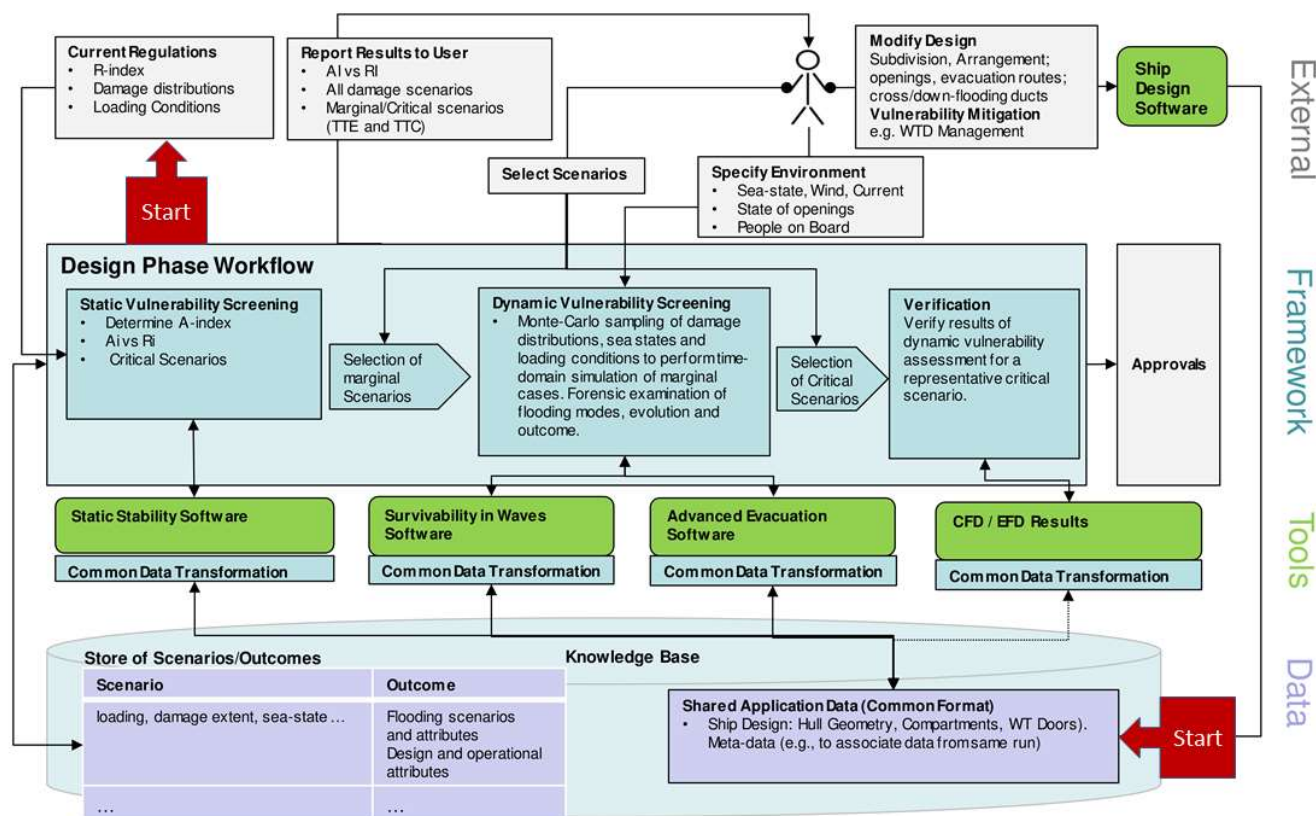 Current Regulations
• R-index
• Damage distributions
• Loading Conditions
Report Results to User
• AI vs RI
• All damage scenarios
• Marginal/Critical scenarios
(TTE and TTC)
Modify Design
Subdivision, Arrangement;
openings, evacuation routes;
cross/down-flooding ducts
Vulnerability Mitigation
e.g. WTD Management
Ship
Design
Software
External
Start
Select Scenarios
Specify Environment
• Sea-state, Wind, Current
• State of openings
• People on Board
Design Phase Workflow
Static Vulnerability Screening
• Determine A-index
• Ai vs Ri
• Critical Scenarios
Selection of
marginal
Scenarios
Dynamic Vulnerability Screening
• Monte-Carlo sampling of damage
distributions, sea states and
loading conditions to perform time-
domain simulation of marginal
cases. Forensic examination of
flooding modes, evolution and
outcome.
Selection
of Critical
Scenarios
Verification
Verify results of
dynamic vulnerability
assessment for a
representative critical
scenario.
Approvals
Framework
Static Stability Software
Common Data Transformation
Survivability in Waves
Software
Common Data Transformation
Advanced Evacuation
Software
Common Data Transformation
CFD / EFD Results
Common Data Transformation
Tools
Store of Scenarios/Outcomes
Knowledge Base
Scenario
Outcome
loading, damage extent, sea-state ...
Flooding scenarios
and attributes
Design and operational
attributes
...
...
Shared Application Data (Common Format)
• Ship Design: Hull Geometry, Compartments, WT Doors).
Meta-data (e.g., to associate data from same run)
Start
Data